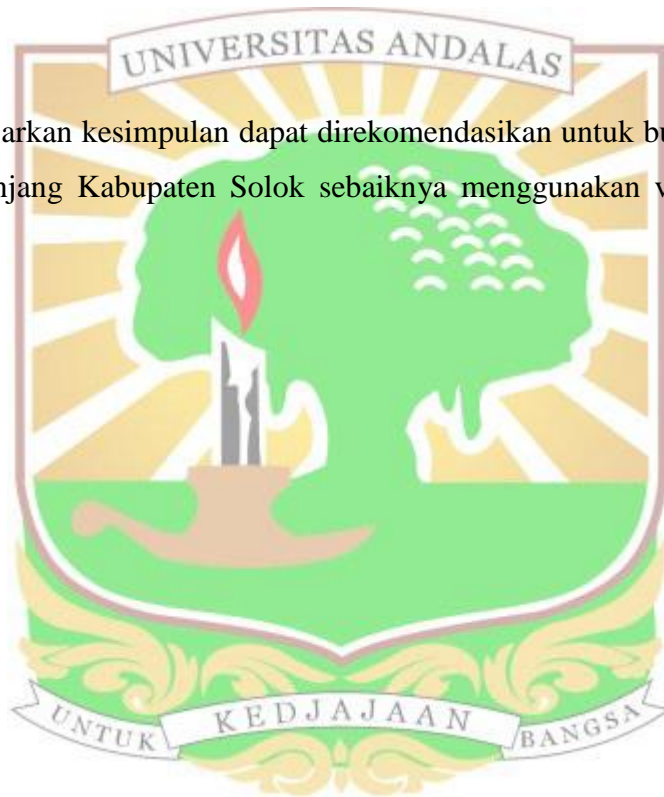 UNIVERSITAS ANDALAS
arkan kesimpulan dapat direkomendasikan untuk bu
njang Kabupaten Solok sebaiknya menggunakan v
UNTUK KEDJAJAAN BANGSA